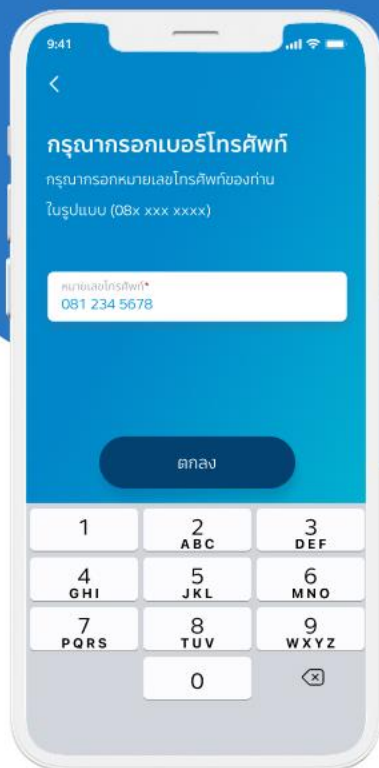 9:41
กรุณากรอกเบอร์โทรศัพท์
กรุณากรอกหมายเลขโทรศัพท์ของท่าน
ในรูปแบบ (08x xxx xxxx)
หมายเลขโทรศัพท์*
081 234 5678
ตกลง
1 2 3
ABC DEF
4 5 6
GHI JKL MNO
7 8 9
PQRS TUV WXYZ
0